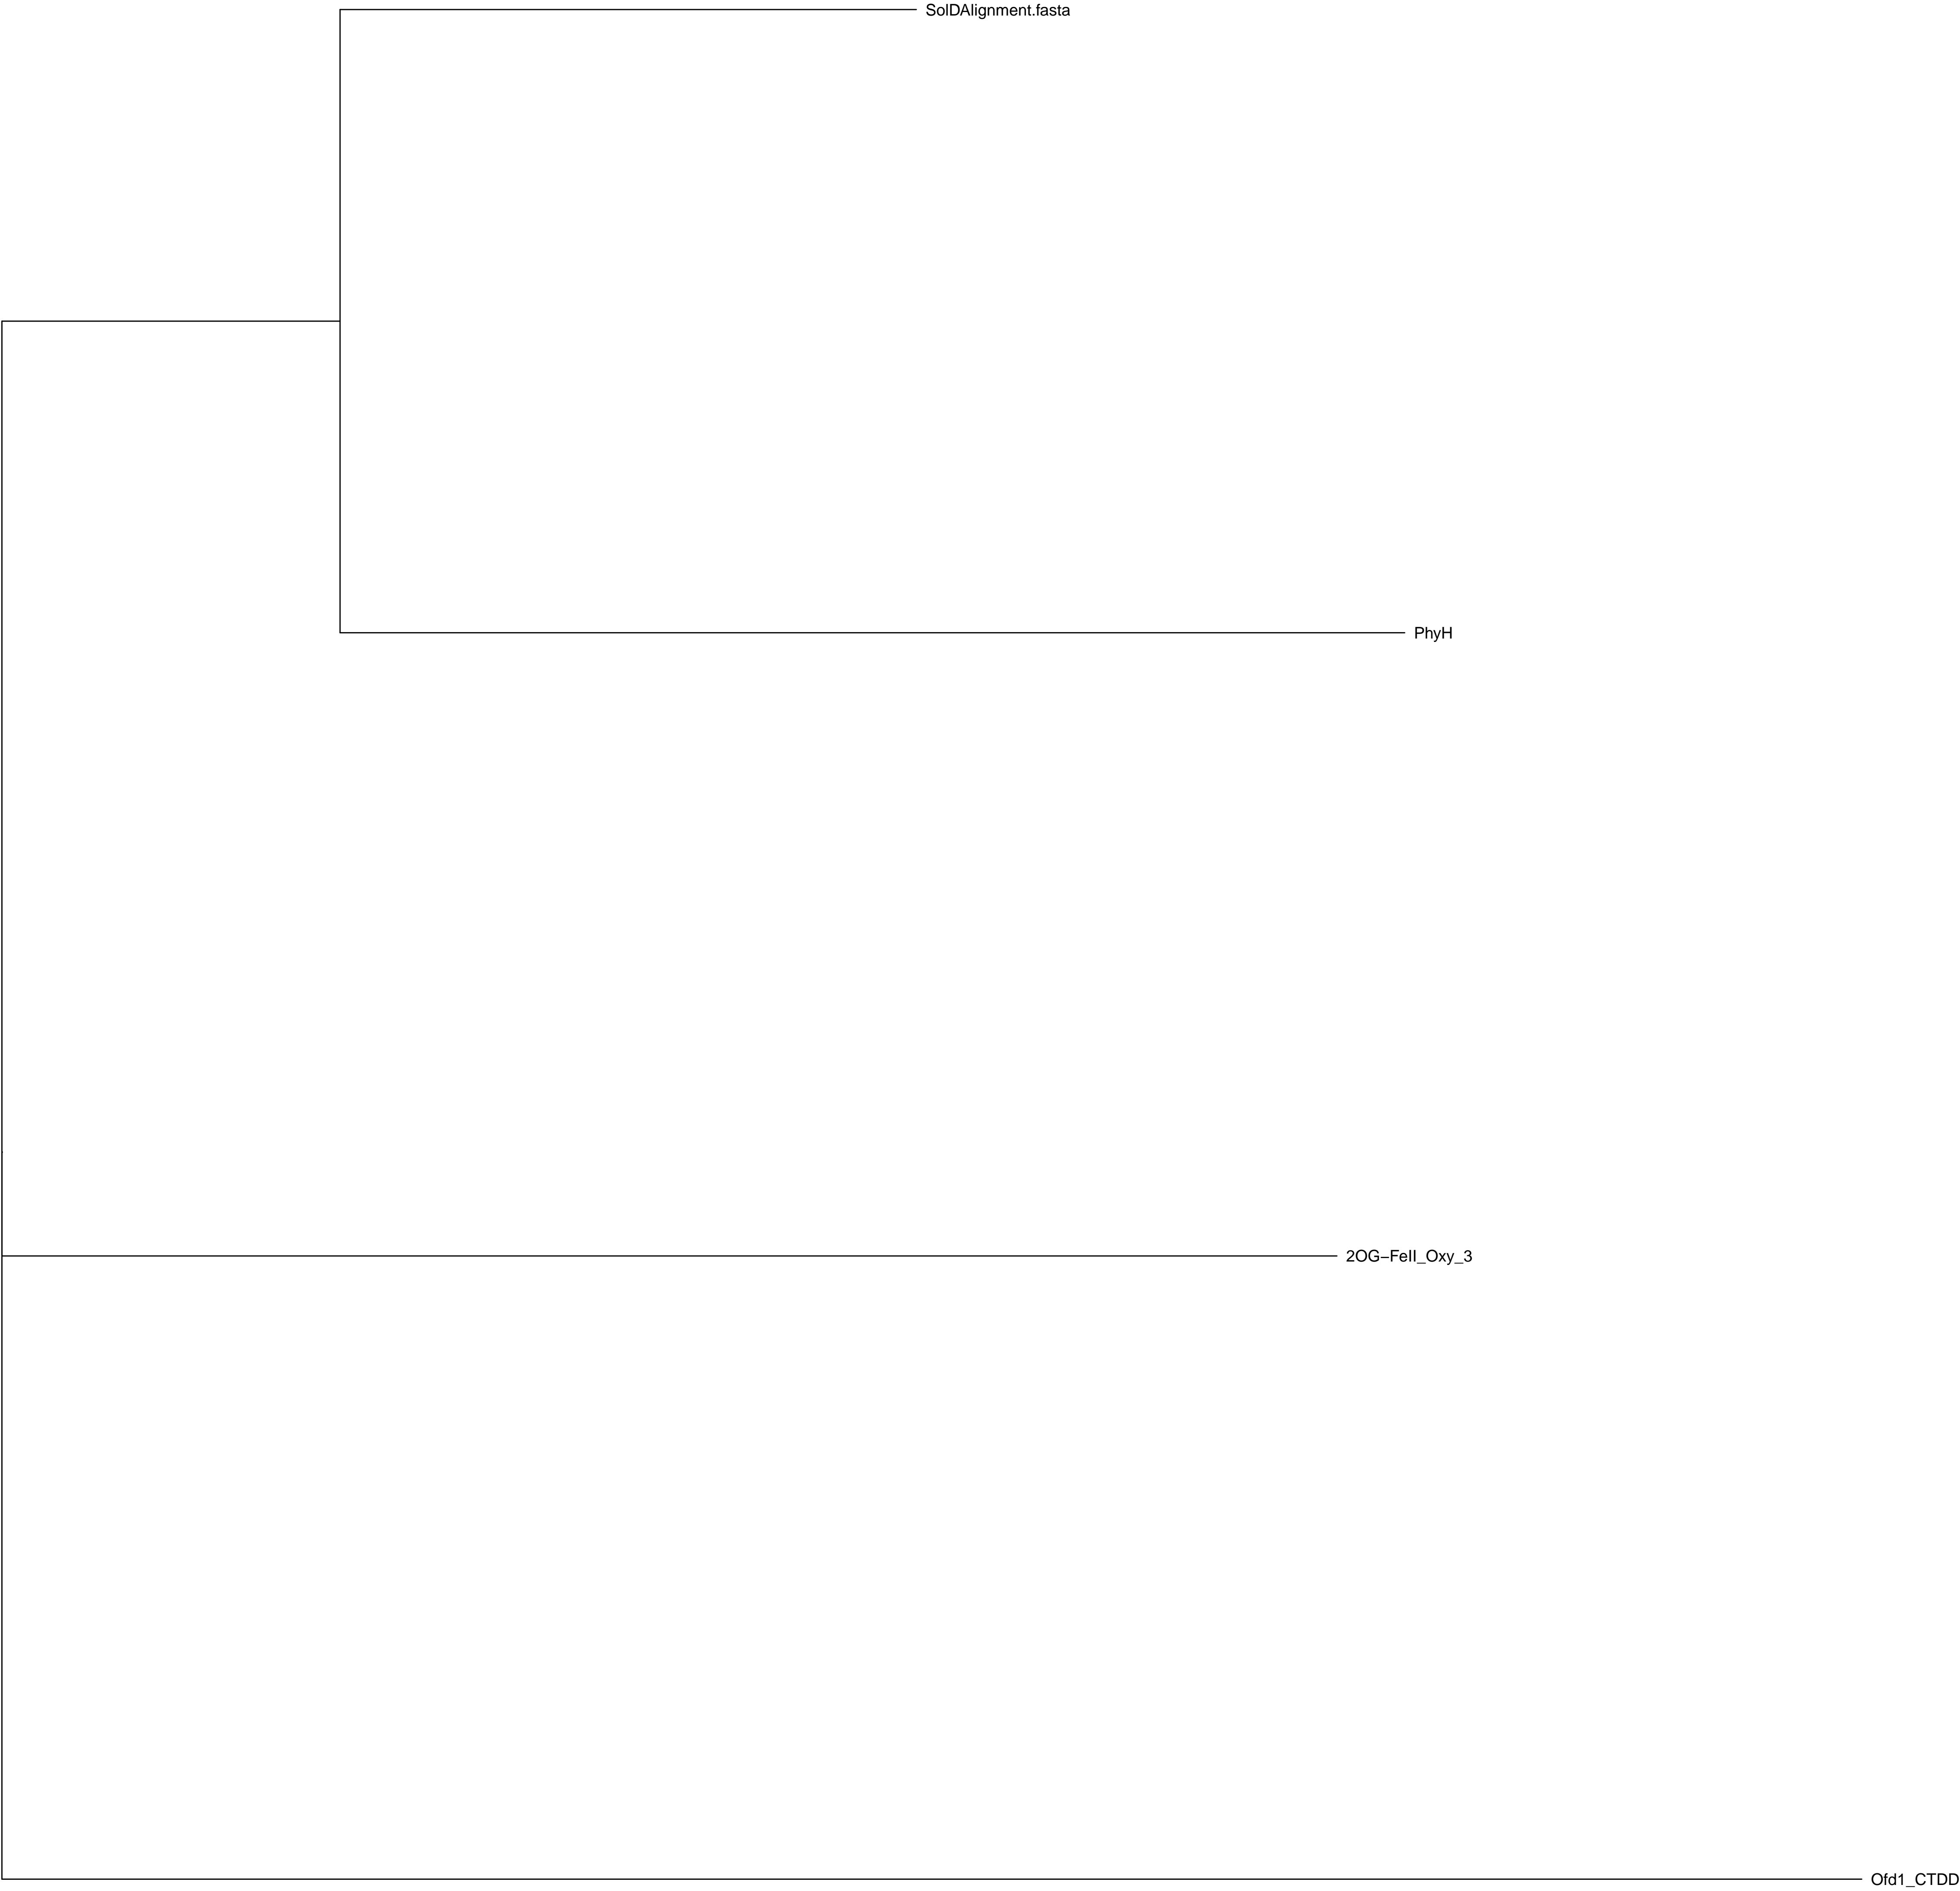 SolDAlignment.fasta
PhyH
2OG−FeII_Oxy_3
Ofd1_CTDD